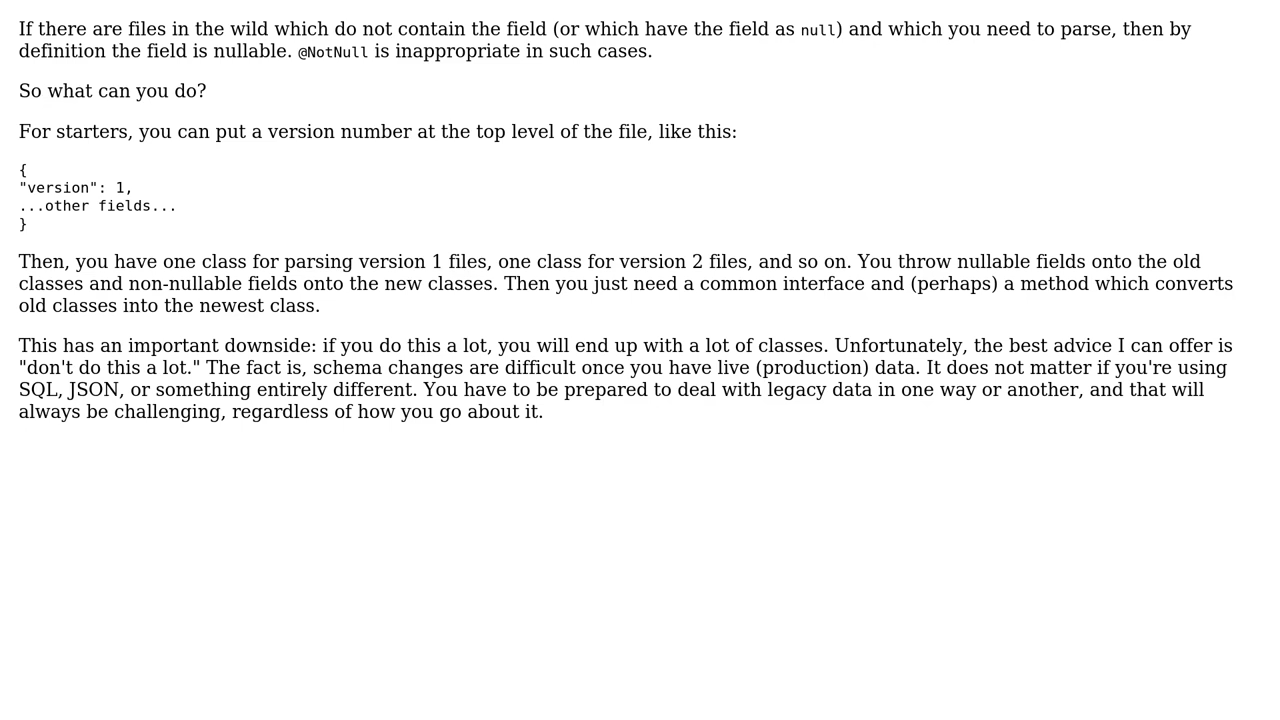 If there are files in the wild which do not contain the field (or which have the field as null) and which you need to parse, then by
definition the field is nullable. @NotNull is inappropriate in such cases.
So what can you do?
For starters, you can put a version number at the top level of the file, like this:
{
"version": 1,
...other fields...
}
Then, you have one class for parsing version 1 files, one class for version 2 files, and so on. You throw nullable fields onto the old
classes and non-nullable fields onto the new classes. Then you just need a common interface and (perhaps) a method which converts
old classes into the newest class.
This has an important downside: if you do this a lot, you will end up with a lot of classes. Unfortunately, the best advice I can offer is
"don't do this a lot." The fact is, schema changes are difficult once you have live (production) data. It does not matter if you're using
SQL, JSON, or something entirely different. You have to be prepared to deal with legacy data in one way or another, and that will
always be challenging, regardless of how you go about it.